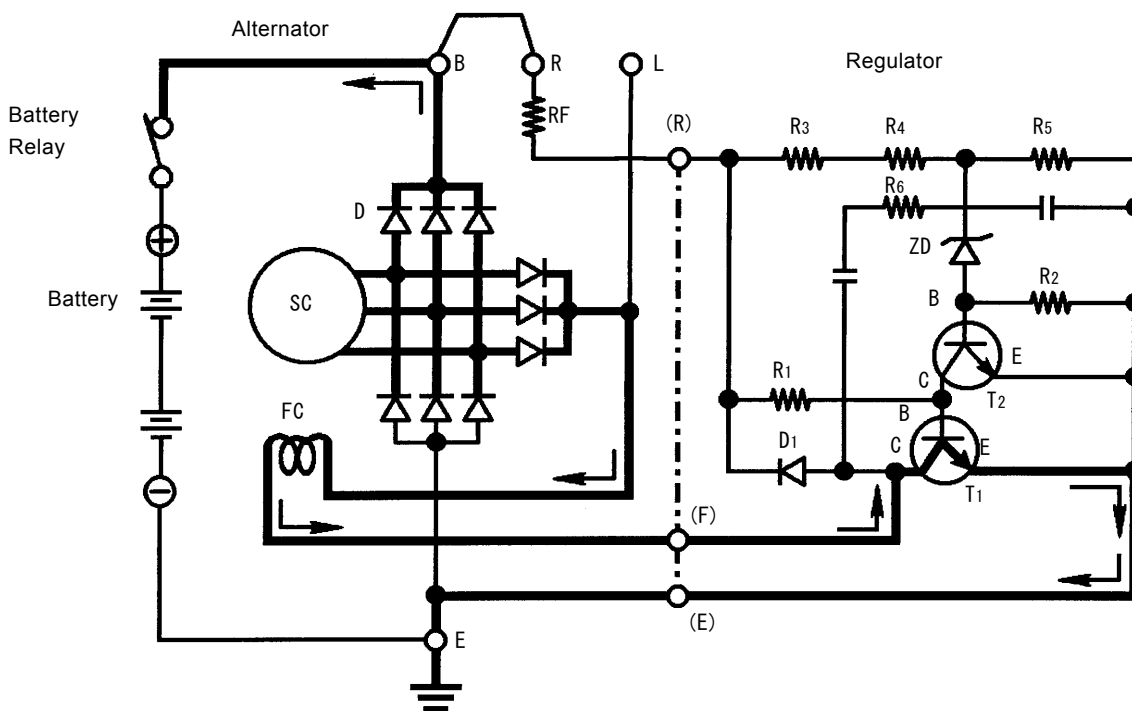 Alternator
Regulator
B
R
L
RF
(R)
R3
R4
R5
Battery
Relay
R6
D
ZD
Battery
SC
B
R2
E
C
T2
R1
B
FC
D1
C
E
T1
(F)
(E)
E